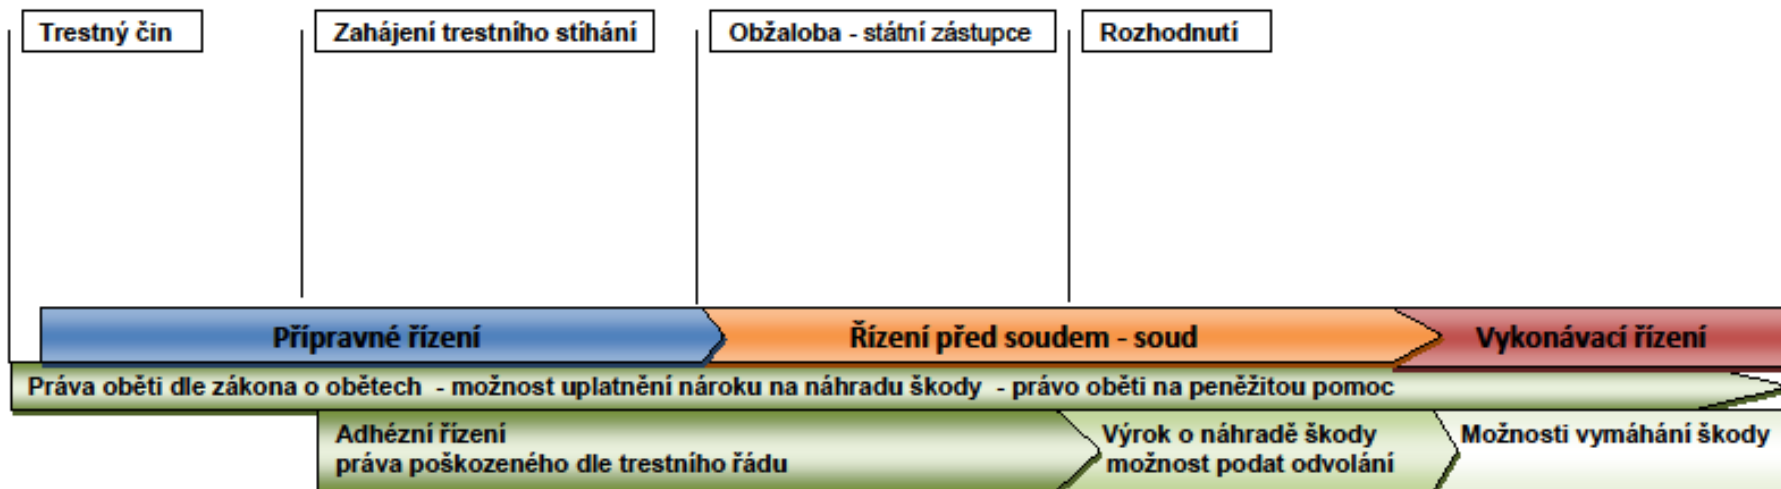 Trestný čin
Zahájení trestního stíhání
Obžaloba - státní zástupce
Rozhodnutí
Přípravné řízení
Řízení před soudem - soud
Vykonávací řízení
Práva oběti dle zákona o obětech - možnost uplatnění nároku na náhradu škody - právo oběti na peněžitou pomoc
Adhézní řízení
práva poškozeného dle trestního řádu
Výrok o náhradě škody
možnost podat odvolání
Možnosti vymáhání škody